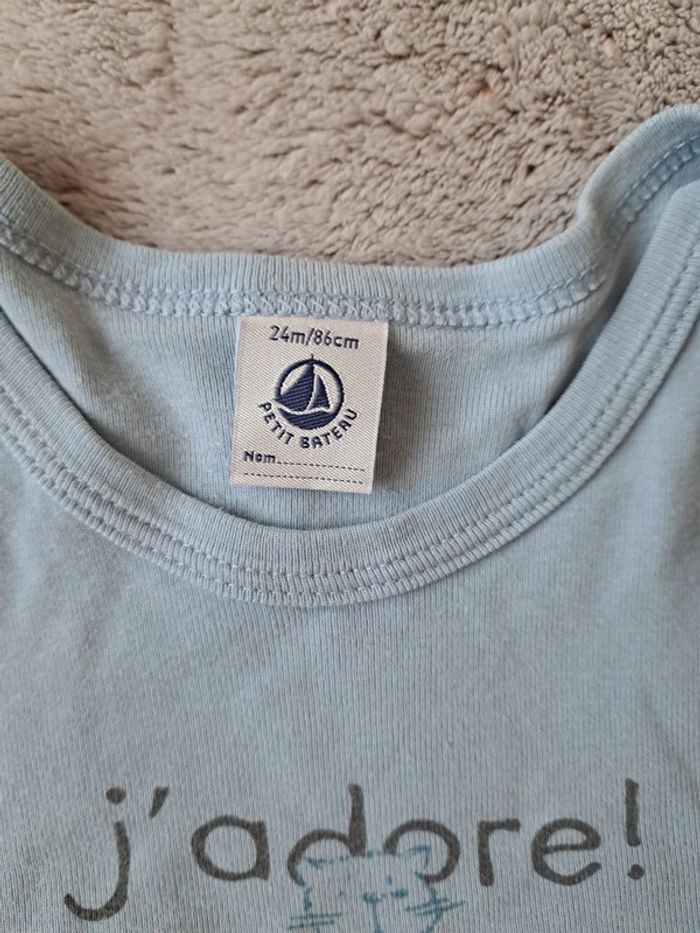 24m/86cm
PETIT BATEAU
Nom
j'adore!